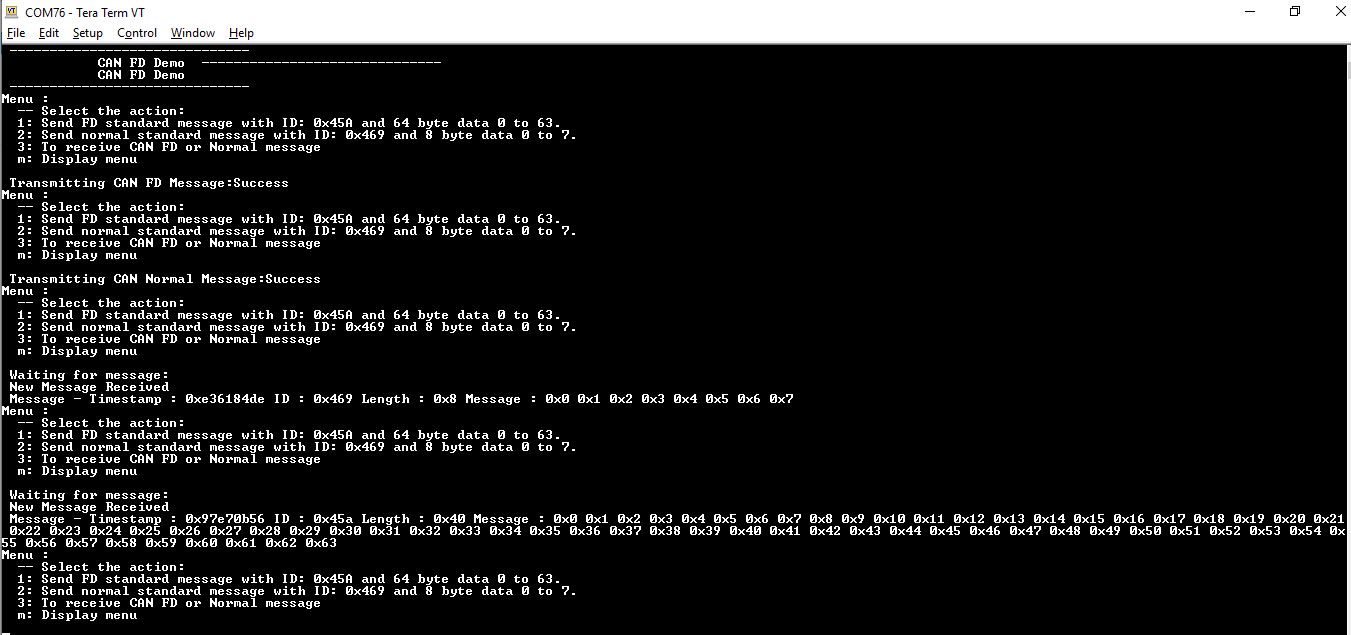 COM76 - Tera Term VT
File Edit Setup Control Window Help
------------------------------
CAN FD Demo ------------------------------
CAN FD Demo
------------------------------
Menu :
-- Select the action:
1: Send FD standard message with ID: 0x45A and 64 byte data 0 to 63.
2: Send normal standard message with ID: 0x469 and 8 byte data 0 to 7.
3: To receive CAN FD or Normal message
m: Display menu
Transmitting CAN FD Message:Success
Menu :
-- Select the action:
1: Send FD standard message with ID: 0x45A and 64 byte data 0 to 63.
2: Send normal standard message with ID: 0x469 and 8 byte data 0 to 7.
3: To receive CAN FD or Normal message
m: Display menu
Transmitting CAN Normal Message:Success
Menu :
-- Select the action:
1: Send FD standard message with ID: 0x45A and 64 byte data 0 to 63.
2: Send normal standard message with ID: 0x469 and 8 byte data 0 to 7.
3: To receive CAN FD or Normal message
m: Display menu
Waiting for message:
New Message Received
Message - Timestamp : 0xe36184de ID : 0x469 Length : 0x8 Message : 0x0 0x1 0x2 0x3 0x4 0x5 0x6 0x7
Menu :
-- Select the action:
1: Send FD standard message with ID: 0x45A and 64 byte data 0 to 63.
2: Send normal standard message with ID: 0x469 and 8 byte data 0 to 7.
3: To receive CAN FD or Normal message
m: Display menu
Waiting for message:
New Message Received
Message - Timestamp : 0x97e70b56 ID : 0x45a Length : 0x40 Message : 0x0 0x1 0x2 0x3 0x4 0x5 0x6 0x7 0x8 0x9 0x10 0x11 0x12 0x13 0x14 0x15 0x16 0x17 0x18 0x19 0x20 0x21
0x22 0x23 0x24 0x25 0x26 0x27 0x28 0x29 0x30 0x31 0x32 0x33 0x34 0x35 0x36 0x37 0x38 0x39 0x40 0x41 0x42 0x43 0x44 0x45 0x46 0x47 0x48 0x49 0x50 0x51 0x52 0x53 0x54 0x
55 0x56 0x57 0x58 0x59 0x60 0x61 0x62 0x63
Menu :
-- Select the action:
1: Send FD standard message with ID: 0x45A and 64 byte data 0 to 63.
2: Send normal standard message with ID: 0x469 and 8 byte data 0 to 7.
3: To receive CAN FD or Normal message
m: Display menu